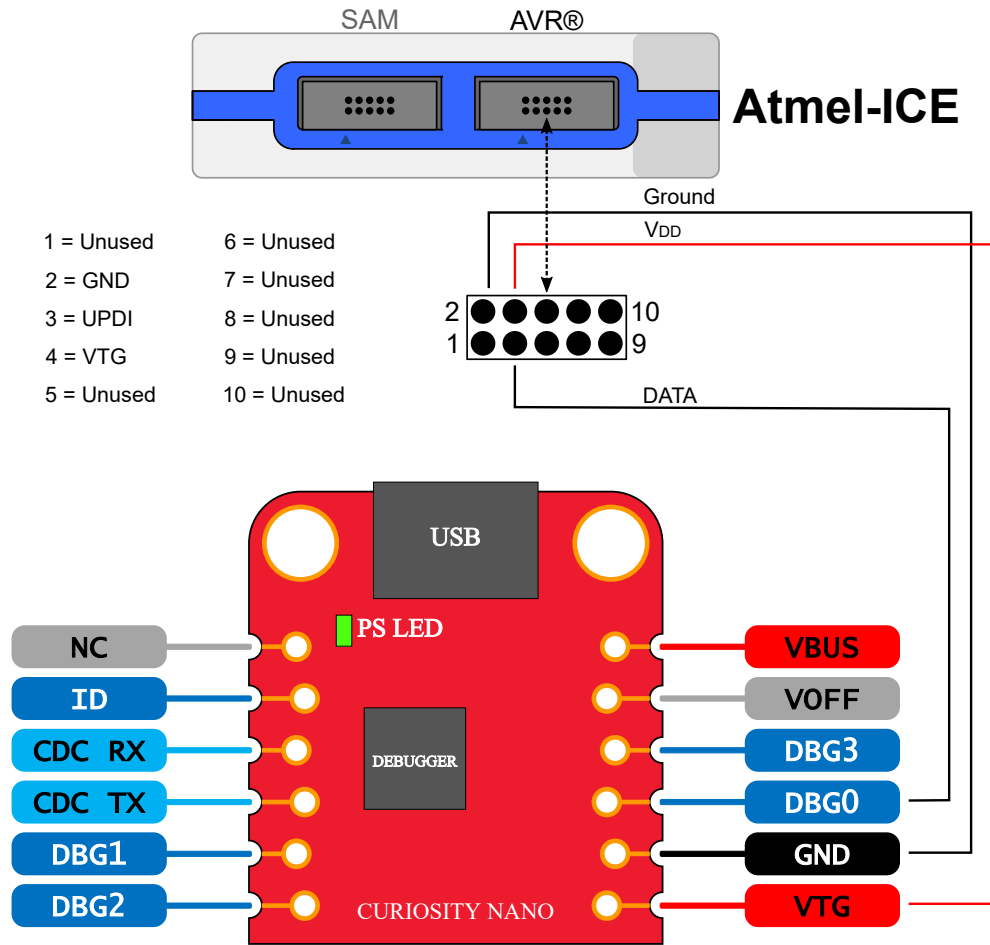 SAM
AVR®
Atmel-ICE
Ground
VDD
1 = Unused
2 = GND
3 = UPDI
4 = VTG
5 = Unused
6 = Unused
7 = Unused
8 = Unused
9 = Unused
10 = Unused
2
10
1
9
DATA
USB
PS LED
DEBUGGER
CURIOSITY NANO
NC
ID
CDC RX
CDC TX
DBG1
DBG2
VBUS
VOFF
DBG3
DBG0
GND
VTG